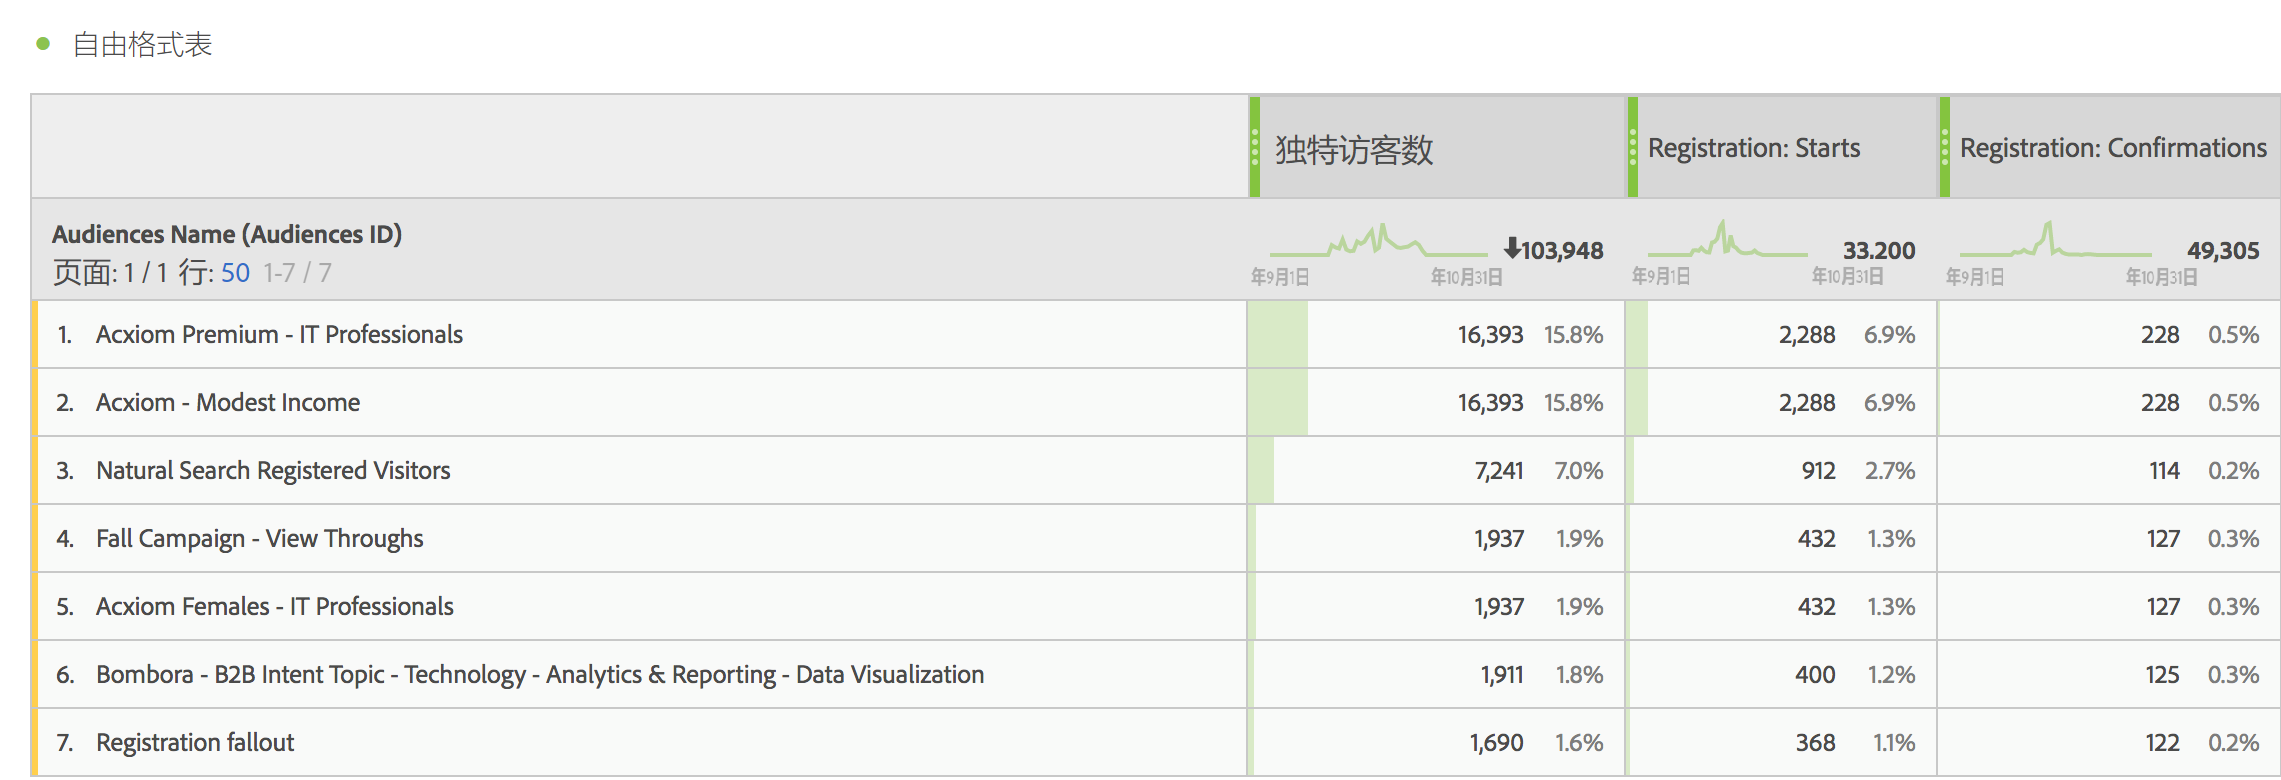 自由格式表
独特访客数 Registration: Starts Registration: Confirmations
Audiences Name (Audiences ID)
页面: 1 / 1 行: 50 1-7 / 7
103,948 33.200 49,305
年9月1日 年10月31日 年9月1日 年10月31日 年9月1日 年10月31日
1. Acxiom Premium - IT Professionals 16,393 15.8% 2,288 6.9% 228 0.5%
2. Acxiom - Modest Income 16,393 15.8% 2,288 6.9% 228 0.5%
3. Natural Search Registered Visitors 7,241 7.0% 912 2.7% 114 0.2%
4. Fall Campaign - View Throughs 1,937 1.9% 432 1.3% 127 0.3%
5. Acxiom Females - IT Professionals 1,937 1.9% 432 1.3% 127 0.3%
6. Bombora - B2B Intent Topic - Technology - Analytics & Reporting - Data Visualization 1,911 1.8% 400 1.2% 125 0.3%
7. Registration fallout 1,690 1.6% 368 1.1% 122 0.2%